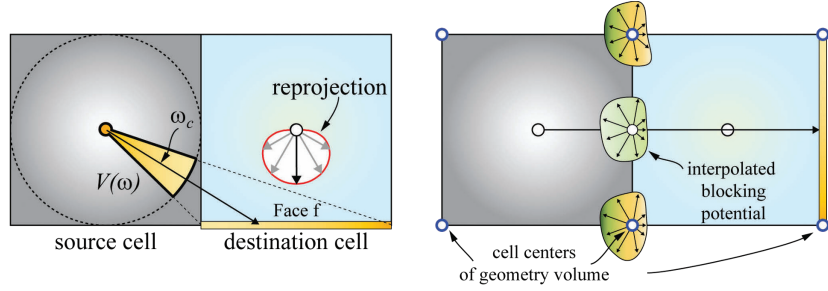 reprojection
ω_c
V(ω)
Face f
source cell
destination cell
interpolated
blocking
potential
cell centers
of geometry volume